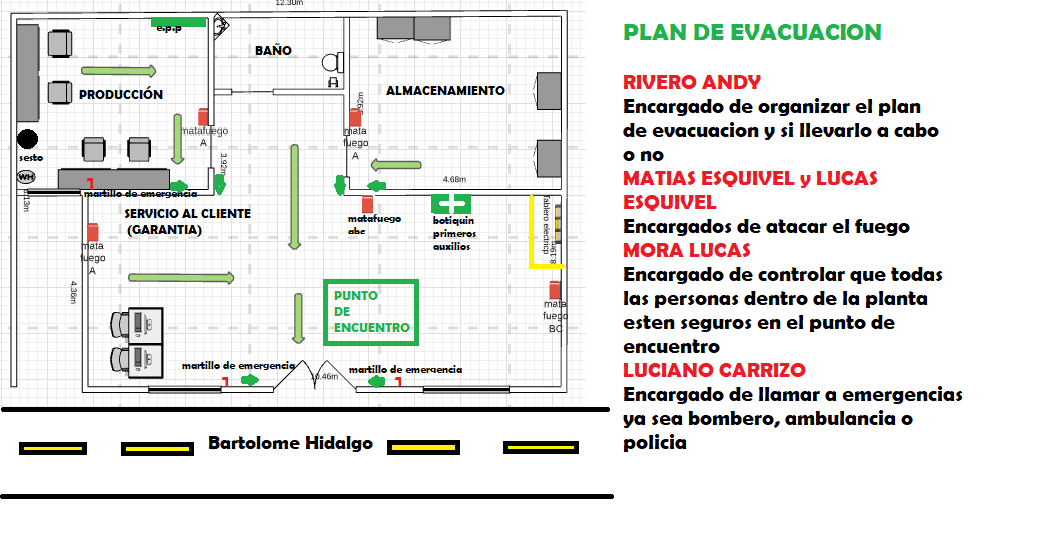 12.30m
e.p.p
BAÑO
PRODUCCIÓN
ALMACENAMIENTO
3.92m
matafuego
A
mata
fuego
A
sesto
WH
3.92m
4.68m
1
martillo de emergencia
SERVICIO AL CLIENTE
(GARANTIA)
matafuego
abc
botiquin
primeros
auxilios
tablero electrico
8.19m
mata
fuego
A
4.36m
PUNTO
DE
ENCUENTRO
mata
fuego
BC
martillo de emergencia
1
10.46m
martillo de emergencia
1
Bartolome Hidalgo
PLAN DE EVACUACION
RIVERO ANDY
Encargado de organizar el plan
de evacuacion y si llevarlo a cabo
o no
MATIAS ESQUIVEL y LUCAS
ESQUIVEL
Encargados de atacar el fuego
MORA LUCAS
Encargado de controlar que todas
las personas dentro de la planta
esten seguros en el punto de
encuentro
LUCIANO CARRIZO
Encargado de llamar a emergencias
ya sea bombero, ambulancia o
policia